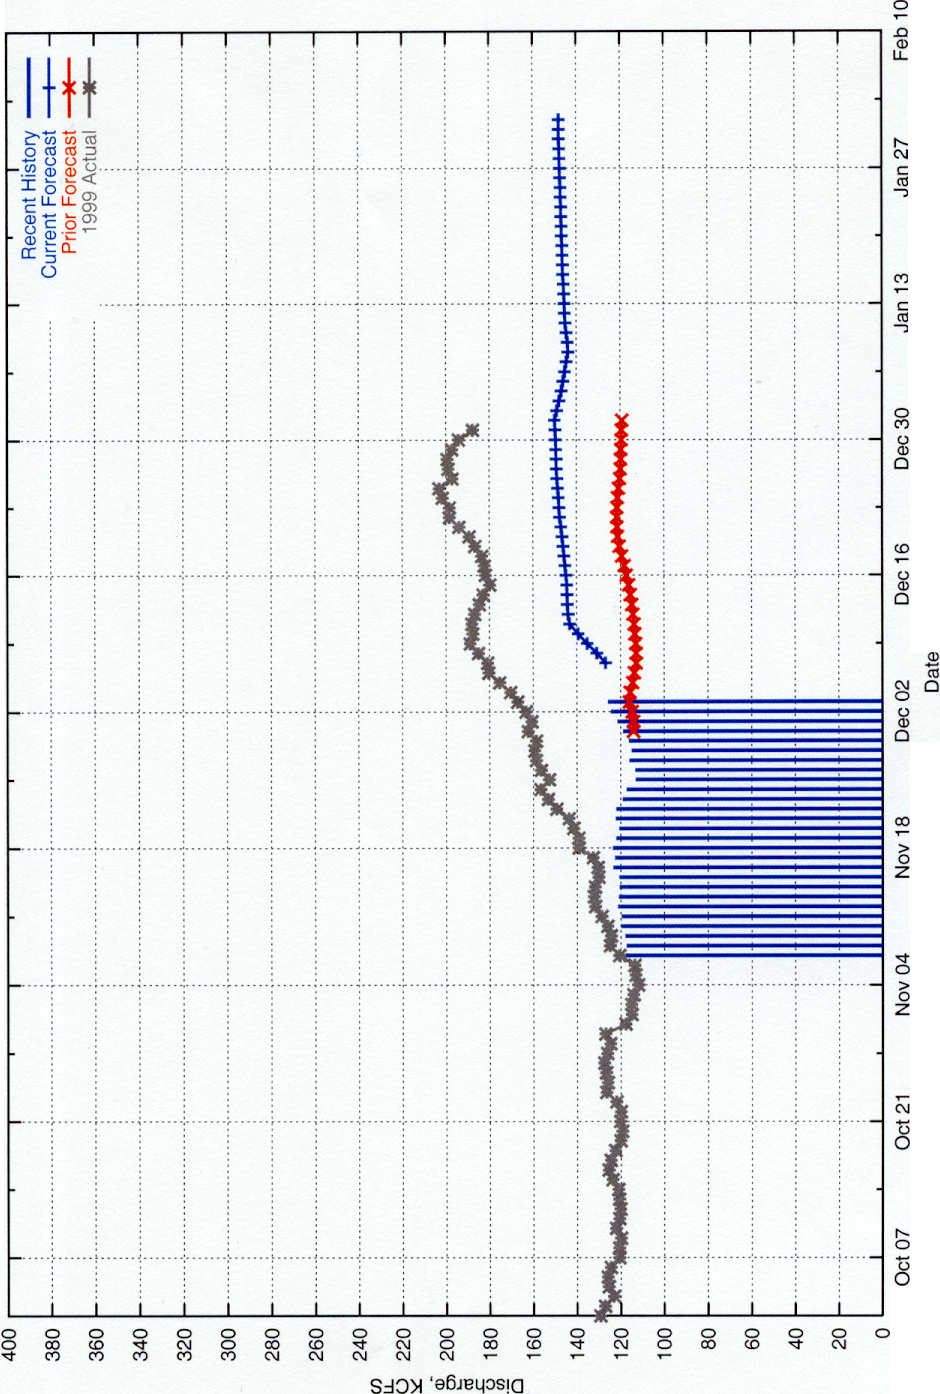 Recent History
Current Forecast
Prior Forecast
1999 Actual
Discharge, KCFS
400
380
360
340
320
300
280
260
240
220
200
180
160
140
120
100
80
60
40
20
0
Oct 07
Oct 21
Nov 04
Nov 18
Dec 02
Dec 16
Dec 30
Jan 13
Jan 27
Feb 10
Date